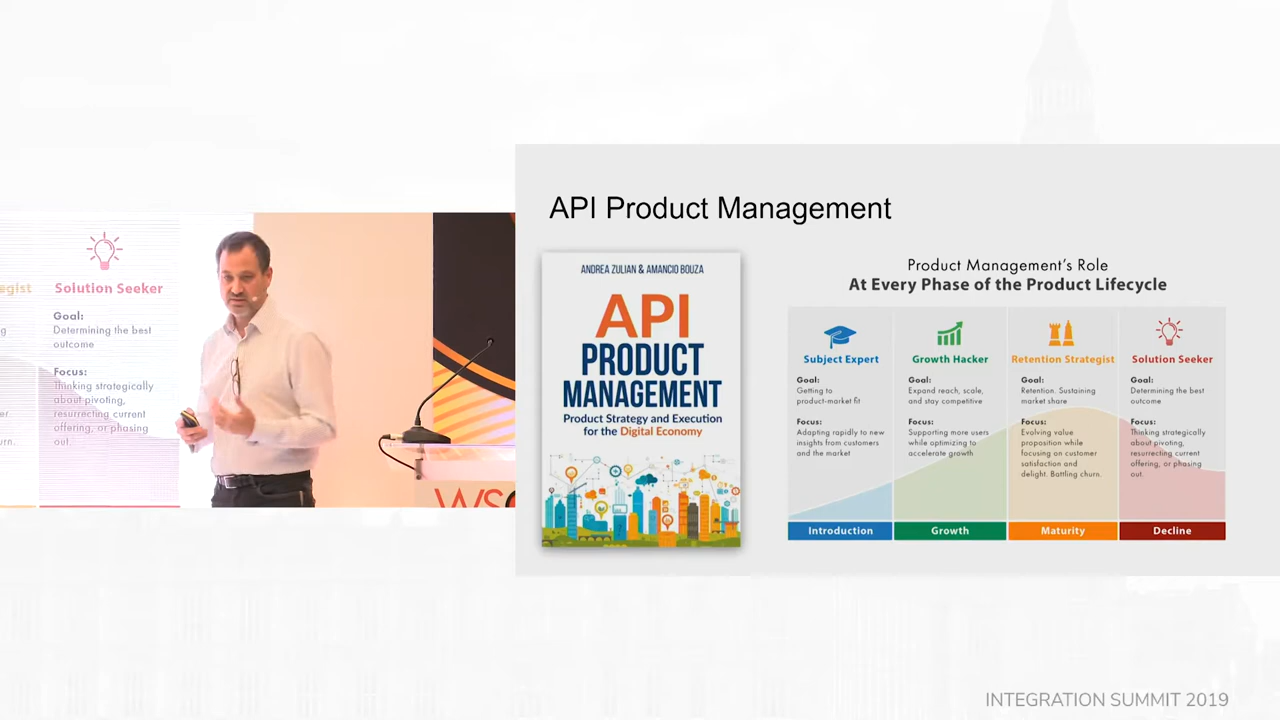 egist
Solution Seeker
Goal:
Determining the best
outcome
Focus:
Thinking strategically
about pivoting,
resurrecting current
offering, or phasing
out.
API Product Management
ANDREA ZULIAN & AMANCIO BOUZA
API
PRODUCT
MANAGEMENT
Product Strategy and Execution
for the Digital Economy
Product Management's Role
At Every Phase of the Product Lifecycle
Subject Expert
Goal:
Getting to
product-market fit
Focus:
Adapting rapidly to new
insights from customers
and the market
Introduction
Growth Hacker
Goal:
Expand reach, scale,
and stay competitive
Focus:
Supporting more users
while optimizing to
accelerate growth
Growth
Retention Strategist
Goal:
Retention. Sustaining
market share
Focus:
Evolving value
proposition while
focusing on customer
satisfaction and
delight. Battling churn.
Maturity
Solution Seeker
Goal:
Determining the best
outcome
Focus:
Thinking strategically
about pivoting,
resurrecting current
offering, or phasing
out.
Decline
INTEGRATION SUMMIT 2019